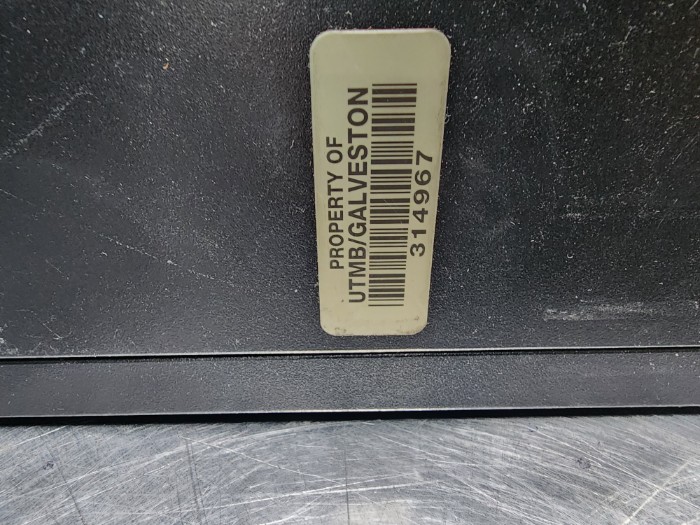 PROPERTY OF
UTMB/GALVESTON
314967